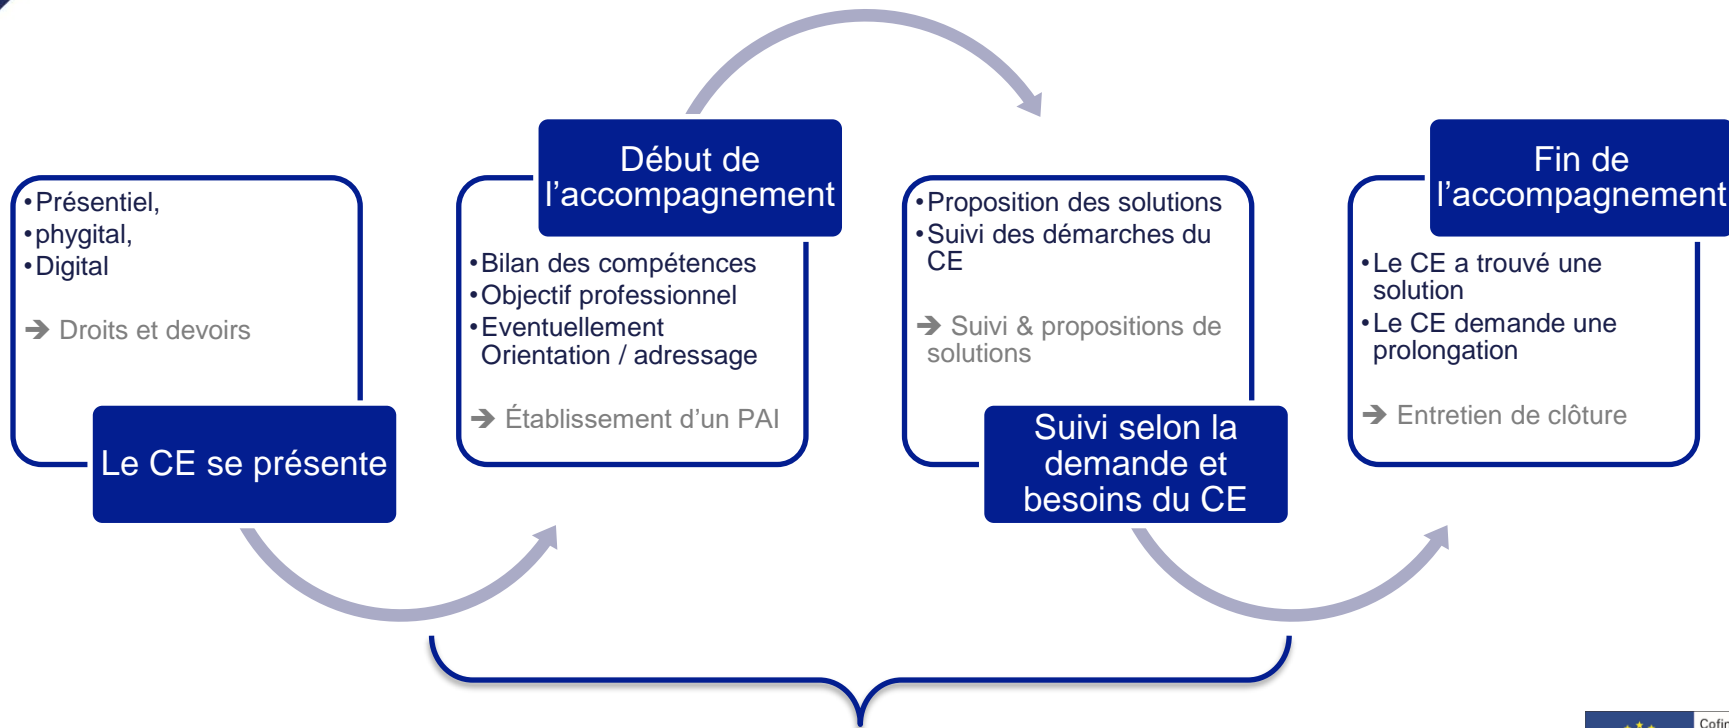 •Présentiel,
•phygital,
•Digital
➔ Droits et devoirs
Le CE se présente
Début de
l’accompagnement
•Bilan des compétences
•Objectif professionnel
•Eventuellement
Orientation / adressage
➔ Établissement d’un PAI
•Proposition des solutions
•Suivi des démarches du
CE
➔ Suivi & propositions de
solutions
Suivi selon la
demande et
besoins du CE
Fin de
l’accompagnement
•Le CE a trouvé une
solution
•Le CE demande une
prolongation
➔ Entretien de clôture